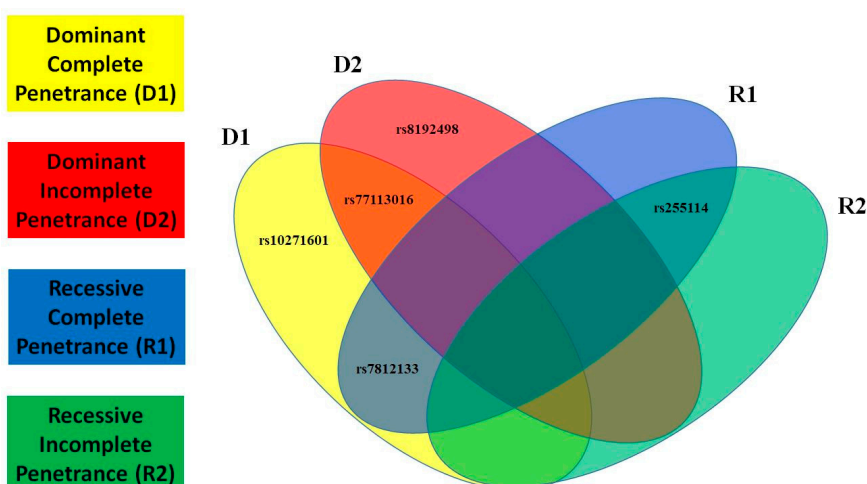 Dominant
Complete
Penetrance (D1)
Dominant
Incomplete
Penetrance (D2)
Recessive
Complete
Penetrance (R1)
Recessive
Incomplete
Penetrance (R2)
D1
D2
R1
R2
rs8192498
rs77113016
rs10271601
rs255114
rs7812133